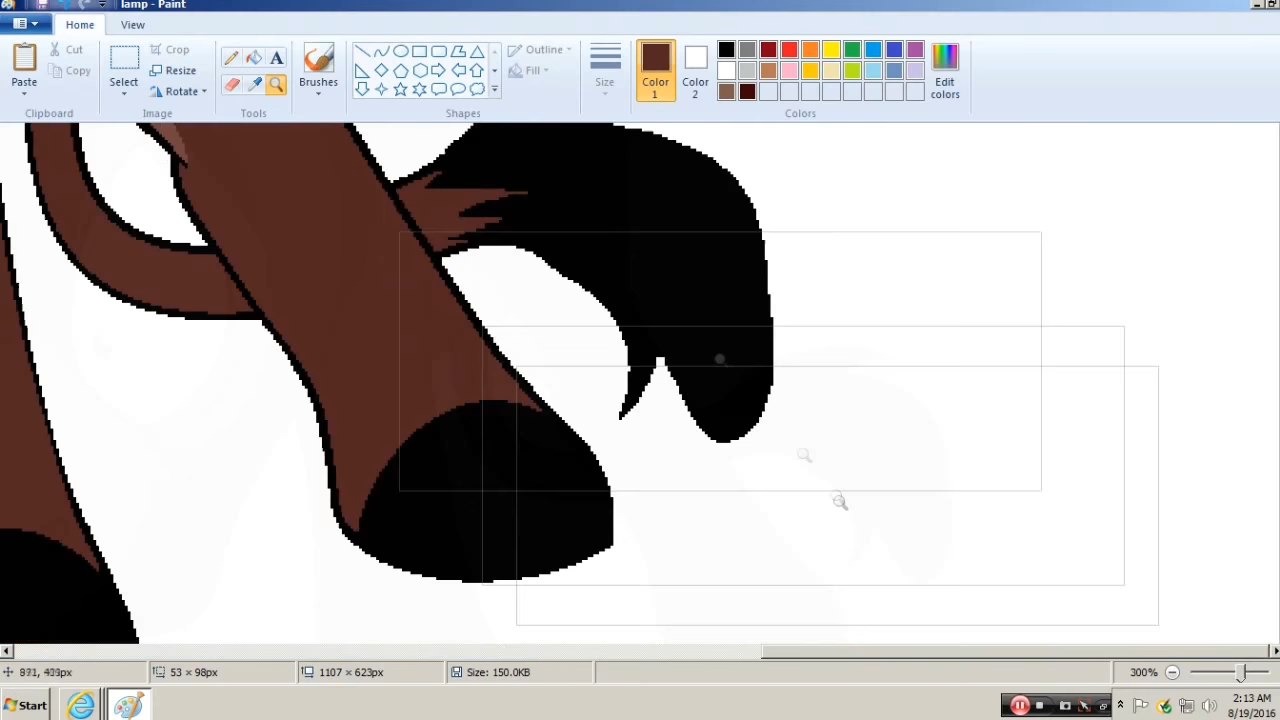 lamp - Paint
Home View
Paste
Cut
Copy
Clipboard
Select
Crop
Resize
Rotate
Image
A
Tools
Brushes
Shapes
Outline
Fill
Size
Color 1
Color 2
Edit colors
Colors
53 × 98px
1107 × 623px
Size: 150.0KB
300%
Start
2:13 AM
8/19/2016